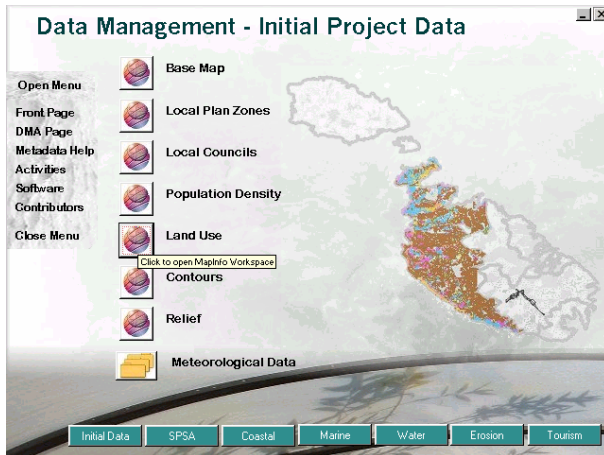 Data Management - Initial Project Data
Open Menu
Front Page
DMA Page
Metadata Help
Activities
Software
Contributors
Close Menu
Base Map
Local Plan Zones
Local Councils
Population Density
Land Use
Click to open MapInfo Workspace
Contours
Relief
Meteorological Data
Initial Data
SPSA
Coastal
Marine
Water
Erosion
Tourism